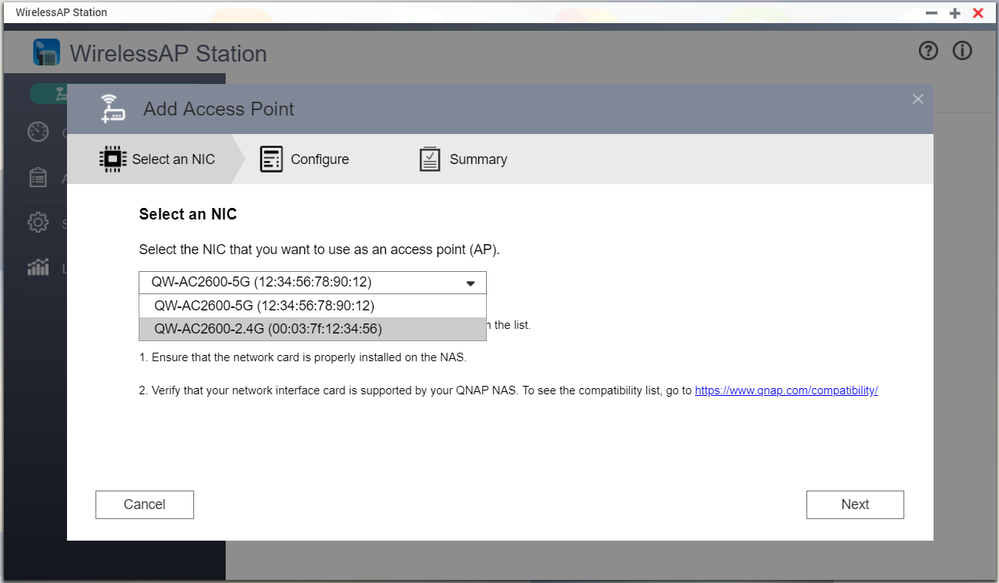 WirelessAP Station
WirelessAP Station
Add Access Point
Select an NIC
Configure
Summary
Select an NIC
Select the NIC that you want to use as an access point (AP).
QW-AC2600-5G (12:34:56:78:90:12)
QW-AC2600-5G (12:34:56:78:90:12)
QW-AC2600-2.4G (00:03:7f:12:34:56)
the list.
1. Ensure that the network card is properly installed on the NAS.
2. Verify that your network interface card is supported by your QNAP NAS. To see the compatibility list, go to https://www.qnap.com/compatibility/
Cancel
Next